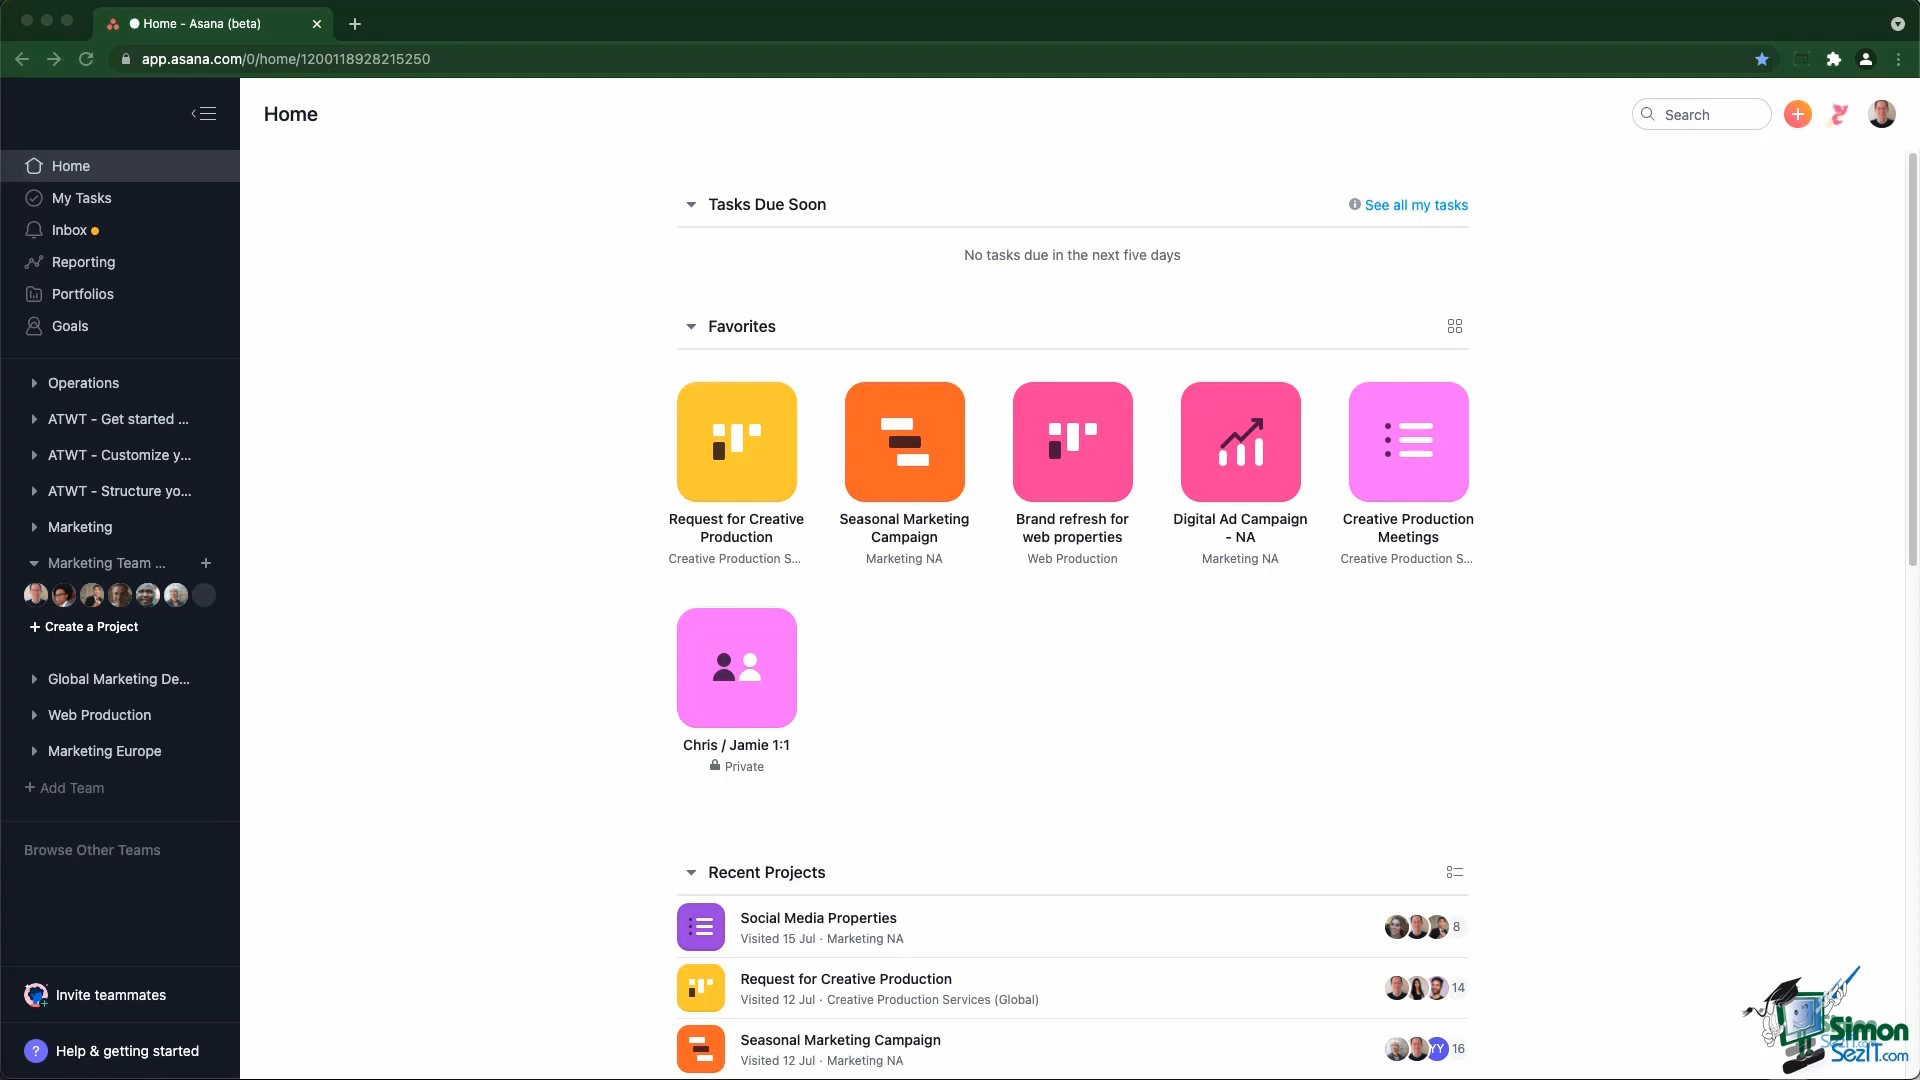 Home - Asana (beta)
app.asana.com/0/home/1200118928215250
Home
Search
Home
My Tasks
Inbox
Reporting
Portfolios
Goals
Operations
ATWT - Get started ...
ATWT - Customize y...
ATWT - Structure yo...
Marketing
Marketing Team ...
+ Create a Project
Global Marketing De...
Web Production
Marketing Europe
+ Add Team
Browse Other Teams
Invite teammates
? Help & getting started
Tasks Due Soon
See all my tasks
No tasks due in the next five days
Favorites
Request for Creative
Production
Creative Production S...
Seasonal Marketing
Campaign
Marketing NA
Brand refresh for
web properties
Web Production
Digital Ad Campaign
- NA
Marketing NA
Creative Production
Meetings
Creative Production S...
Chris / Jamie 1:1
Private
Recent Projects
Social Media Properties
Visited 15 Jul · Marketing NA
8
Request for Creative Production
Visited 12 Jul · Creative Production Services (Global)
14
Seasonal Marketing Campaign
Visited 12 Jul · Marketing NA
YY 16
Simon
SezIT.com